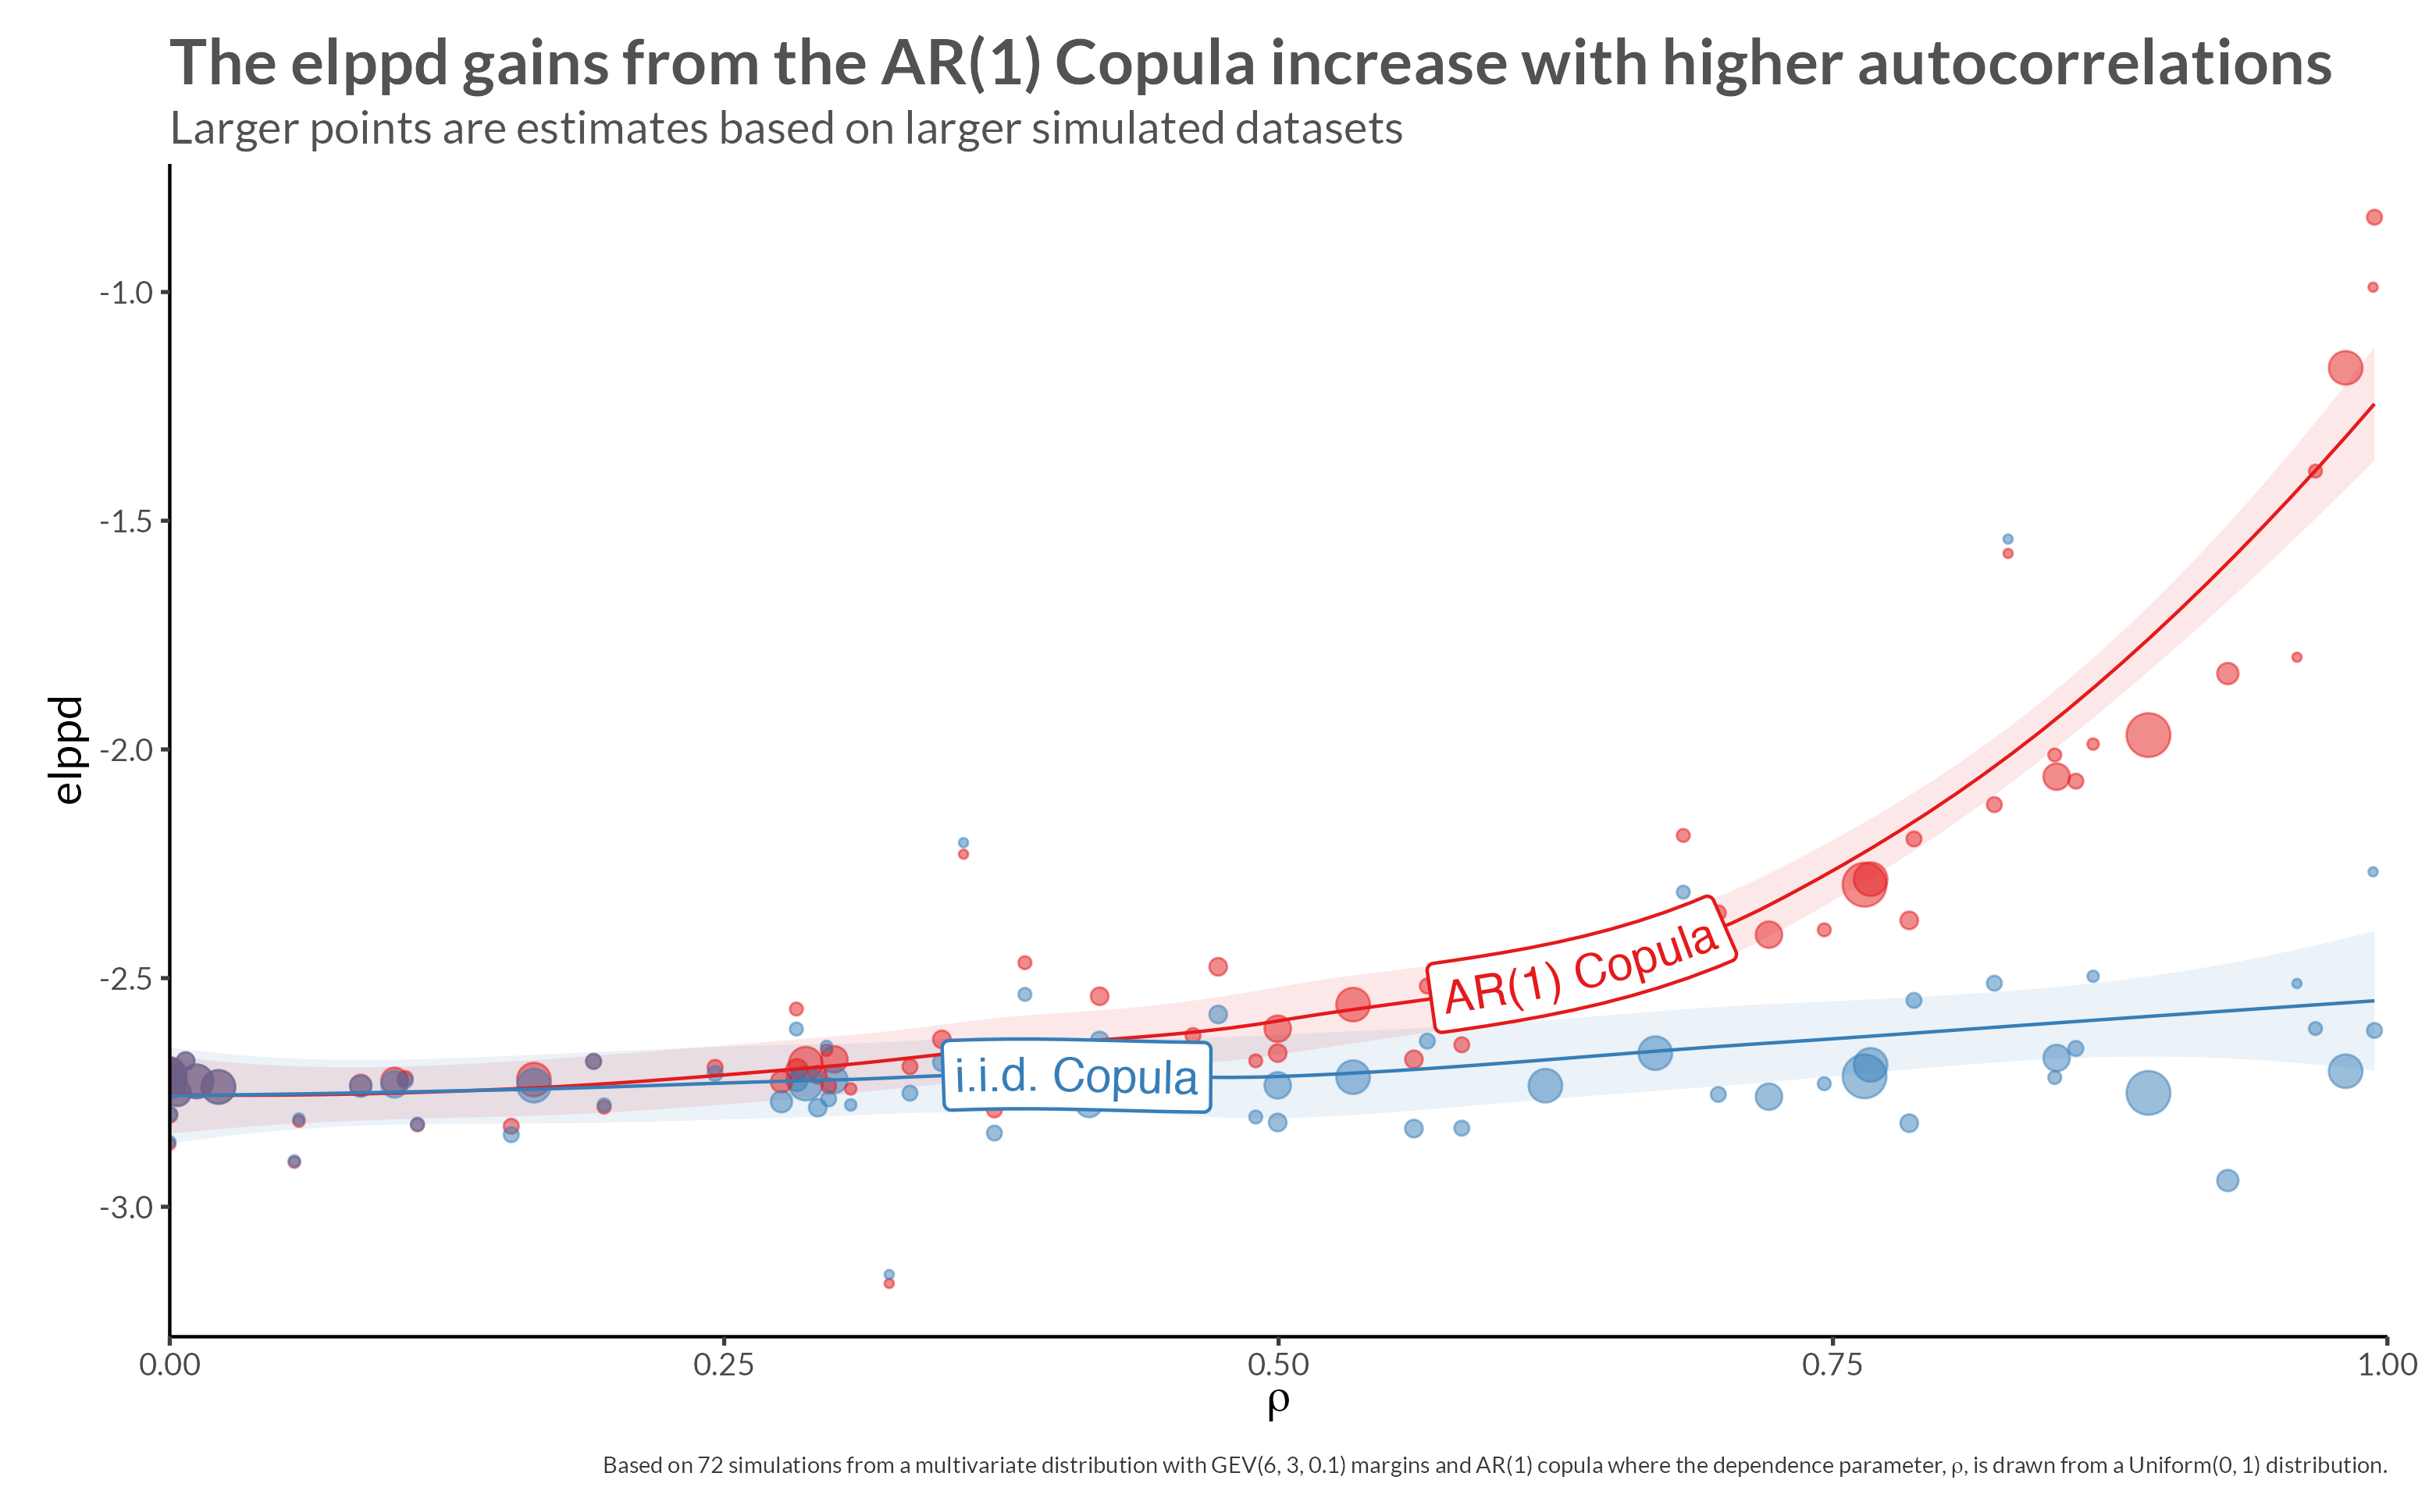 The elppd gains from the AR(1) Copula increase with higher autocorrelations
Larger points are estimates based on larger simulated datasets
-1.0
-1.5
-2.0
-2.5
-3.0
elppd
AR(1) Copula
i.i.d. Copula
0.00 0.25 0.50 0.75 1.00
ρ
Based on 72 simulations from a multivariate distribution with GEV(6, 3, 0.1) margins and AR(1) copula where the dependence parameter, ρ, is drawn from a Uniform(0, 1) distribution.